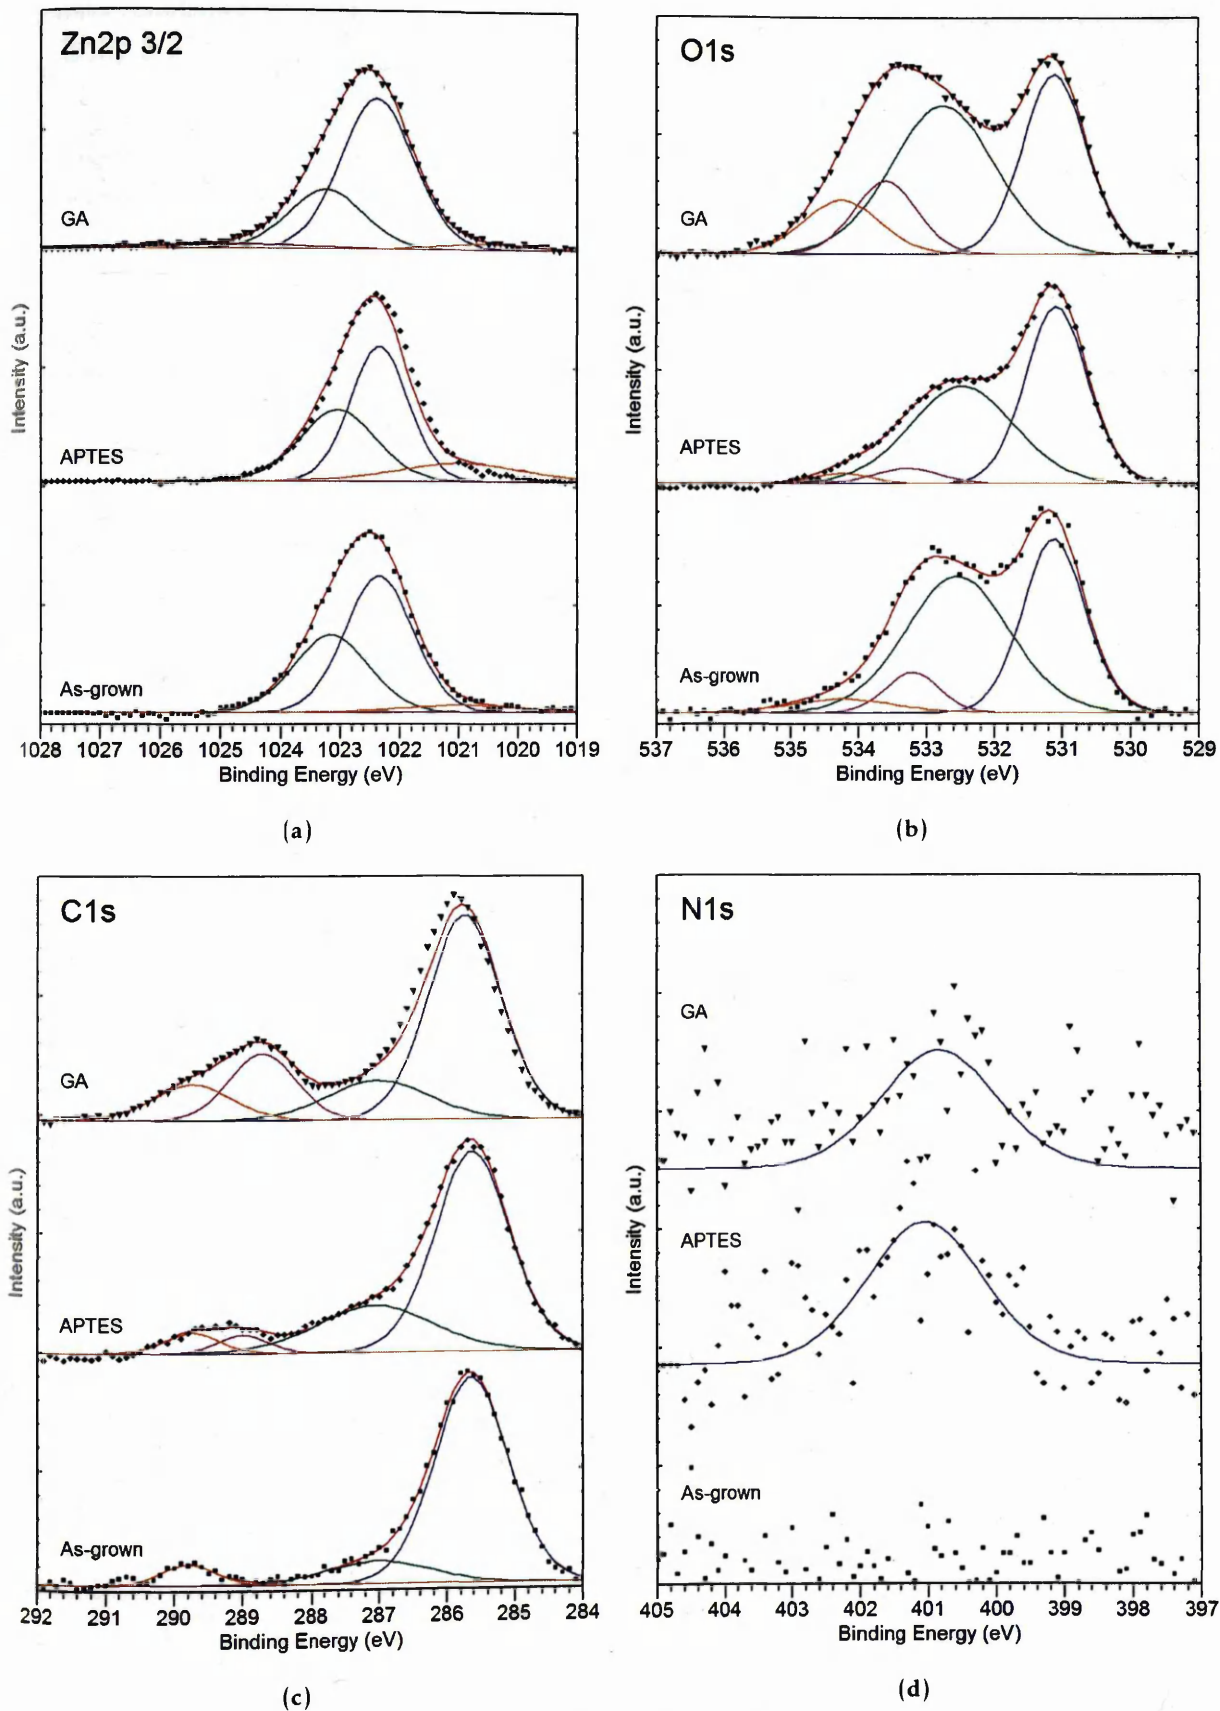 Zn2p 3/2
GA
APTES
As-grown
Intensity (a.u.)
1028 1027 1026 1025 1024 1023 1022 1021 1020 1019
Binding Energy (eV)
(a)
O1s
GA
APTES
As-grown
Intensity (a.u.)
537 536 535 534 533 532 531 530 529
Binding Energy (eV)
(b)
C1s
GA
APTES
As-grown
Intensity (a.u.)
292 291 290 289 288 287 286 285 284
Binding Energy (eV)
(c)
N1s
GA
APTES
As-grown
Intensity (a.u.)
405 404 403 402 401 400 399 398 397
Binding Energy (eV)
(d)